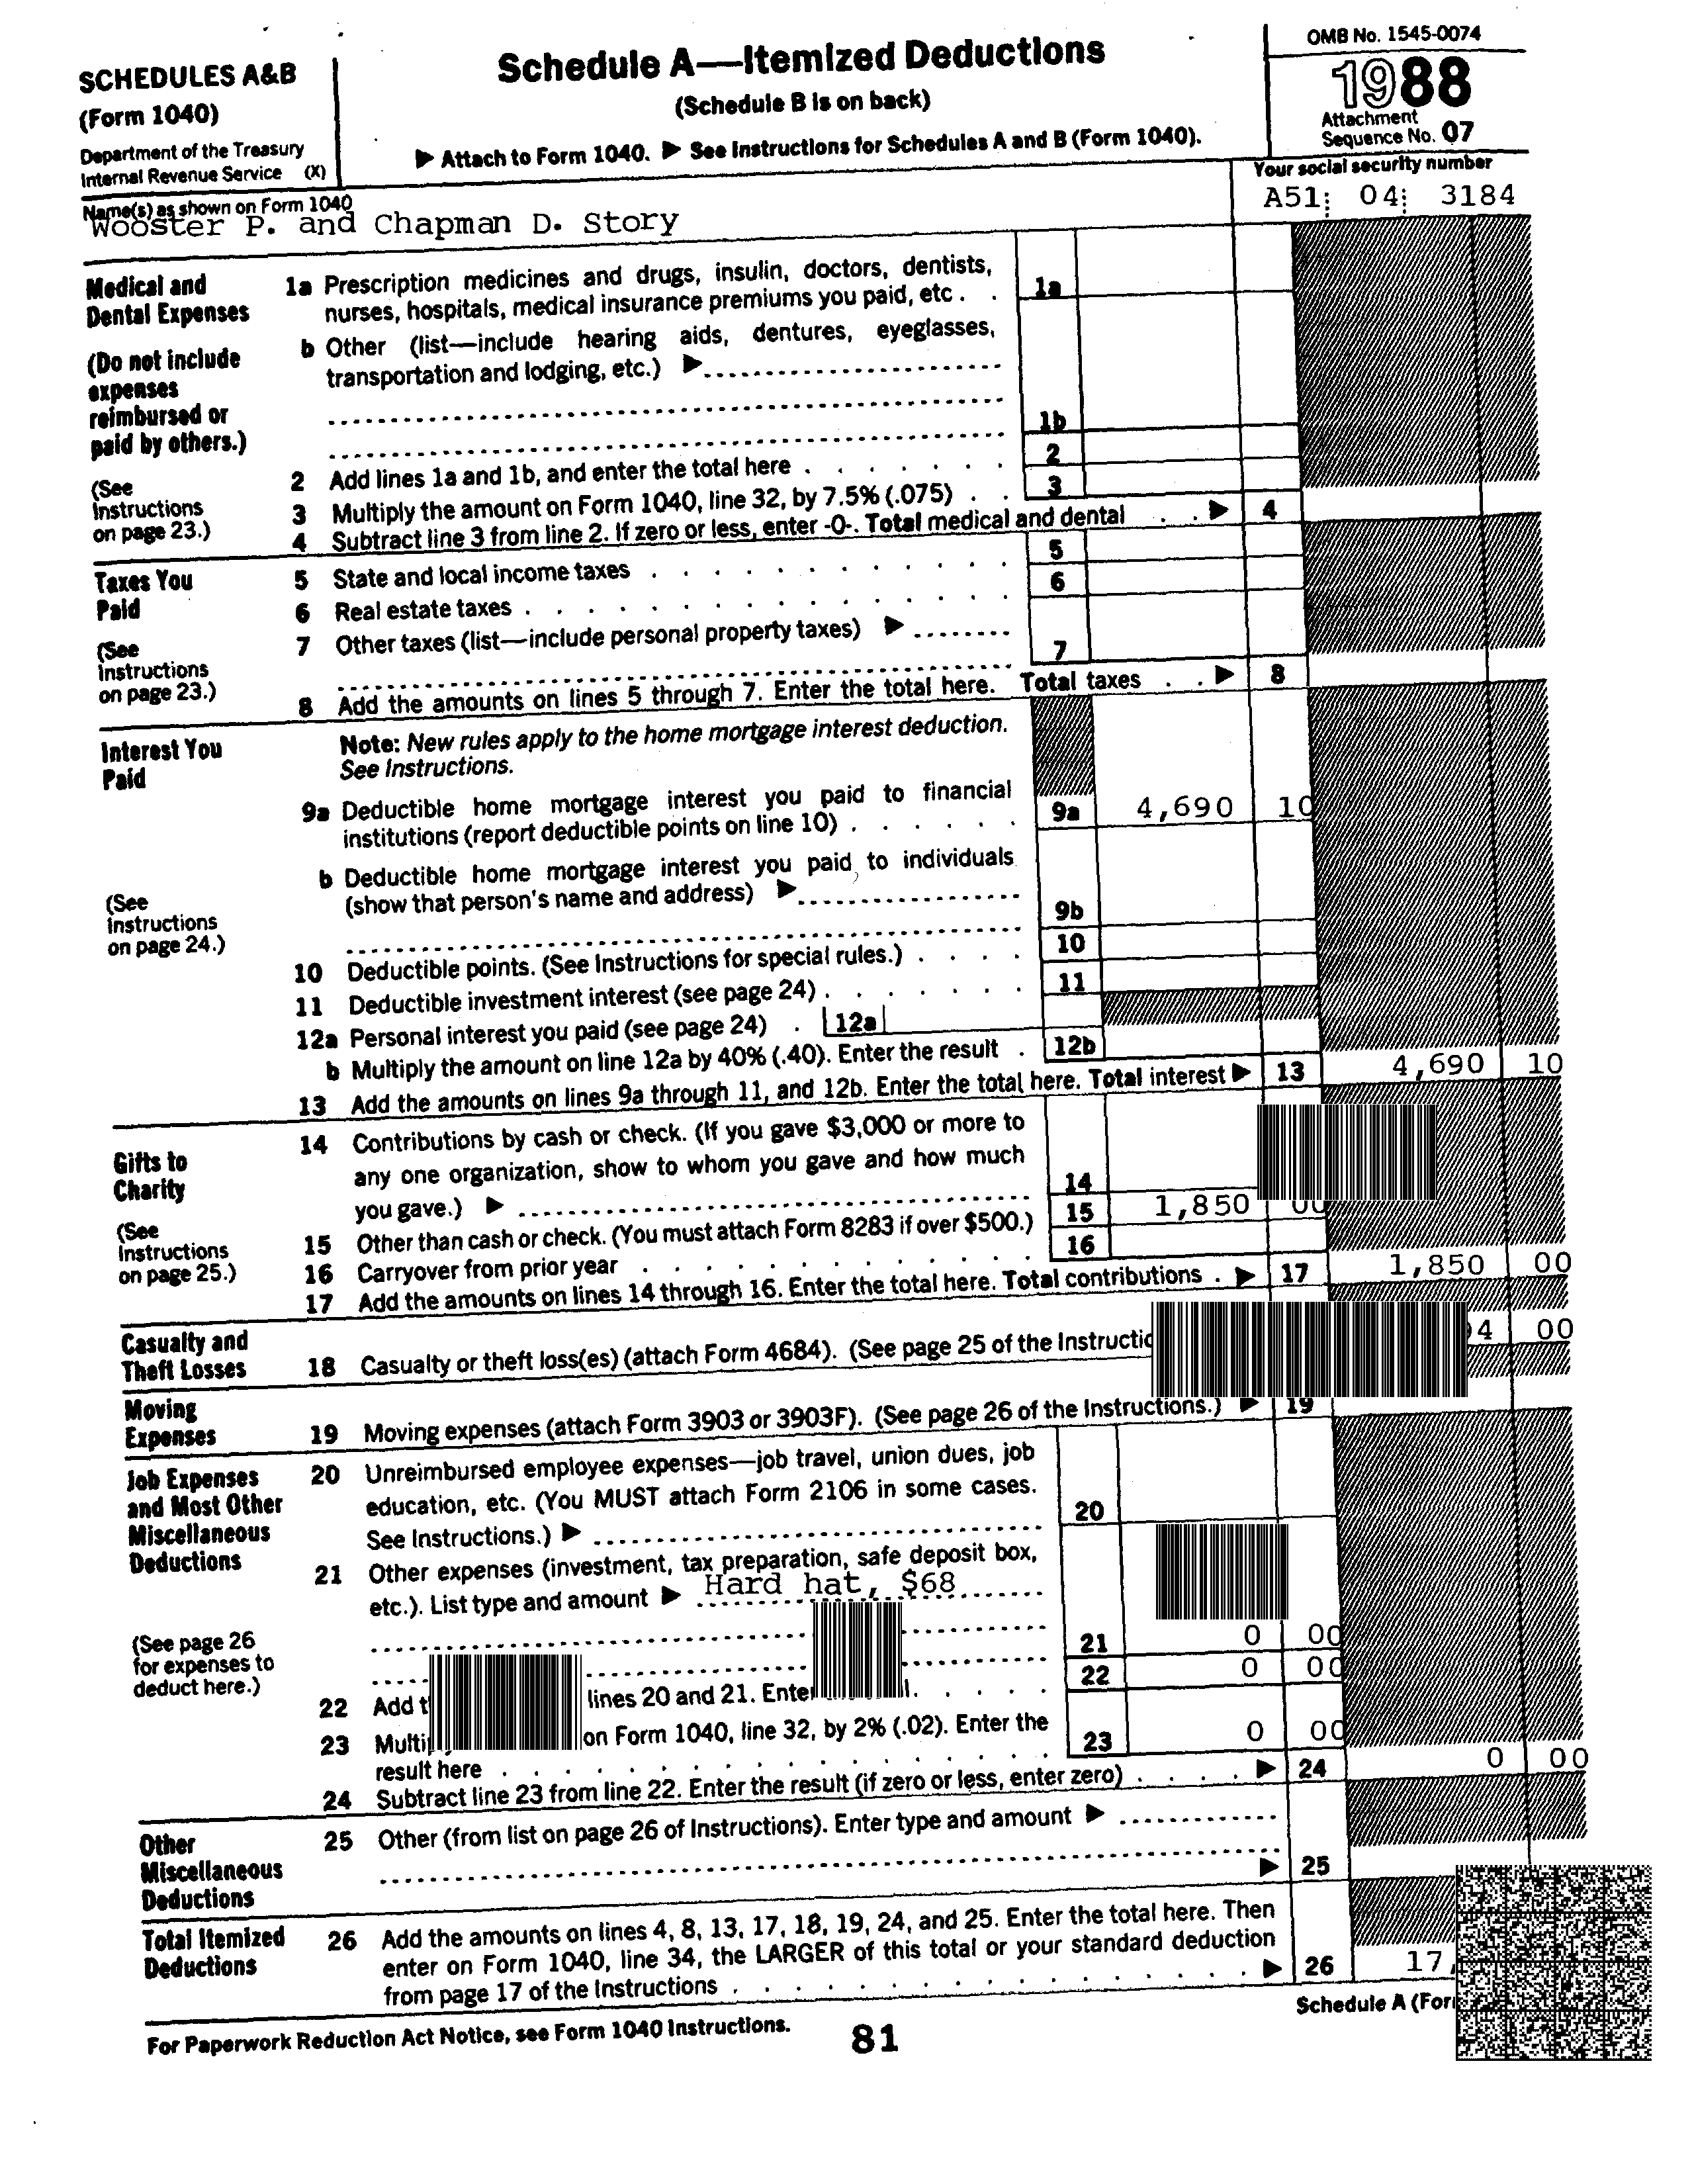 SCHEDULES A&B
(Form 1040)
Department of the Treasury
Internal Revenue Service (X)
Schedule A—Itemized Deductions
(Schedule B is on back)
▶ Attach to Form 1040. ▶ See Instructions for Schedules A and B (Form 1040).
OMB No. 1545-0074
1988
Attachment
Sequence No. 07
Name(s) as shown on Form 1040
Wooster P. and Chapman D. Story
Your social security number
A51 04 3184
Medical and
Dental Expenses
(Do not include
expenses
reimbursed or
paid by others.)
(See
Instructions
on page 23.)
1a Prescription medicines and drugs, insulin, doctors, dentists,
nurses, hospitals, medical insurance premiums you paid, etc . . 1a
b Other (list—include hearing aids, dentures, eyeglasses,
transportation and lodging, etc.) ▶
1b
2 Add lines 1a and 1b, and enter the total here . . . . . . . 2
3 Multiply the amount on Form 1040, line 32, by 7.5% (.075) . . 3
4 Subtract line 3 from line 2. If zero or less, enter -0-. Total medical and dental . . ▶ 4
Taxes You
Paid
(See
Instructions
on page 23.)
5 State and local income taxes . . . . . . . . . . . . 5
6 Real estate taxes . . . . . . . . . . . . . . . . 6
7 Other taxes (list—include personal property taxes) ▶
7
8 Add the amounts on lines 5 through 7. Enter the total here. Total taxes . . ▶ 8
Interest You
Paid
(See
Instructions
on page 24.)
Note: New rules apply to the home mortgage interest deduction.
See Instructions.
9a Deductible home mortgage interest you paid to financial
institutions (report deductible points on line 10) . . . . . . 9a 4,690 10
b Deductible home mortgage interest you paid to individuals
(show that person's name and address) ▶
9b
10 Deductible points. (See Instructions for special rules.) . . . . 10
11 Deductible investment interest (see page 24) . . . . . . . 11
12a Personal interest you paid (see page 24) . 12a
b Multiply the amount on line 12a by 40% (.40). Enter the result . 12b
13 Add the amounts on lines 9a through 11, and 12b. Enter the total here. Total interest ▶ 13 4,690 10
Gifts to
Charity
(See
Instructions
on page 25.)
14 Contributions by cash or check. (If you gave $3,000 or more to
any one organization, show to whom you gave and how much
you gave.) ▶ 14
15 Other than cash or check. (You must attach Form 8283 if over $500.) 15 1,850 00
16 Carryover from prior year . . . . . . . . . . . . 16
17 Add the amounts on lines 14 through 16. Enter the total here. Total contributions . ▶ 17 1,850 00
Casualty and
Theft Losses
18 Casualty or theft loss(es) (attach Form 4684). (See page 25 of the 00
Moving
Expenses
19 Moving expenses (attach Form 3903 or 3903F). (See page 26 of the Instructions.) ▶ 19
Job Expenses
and Most Other
Miscellaneous
Deductions
(See page 26
for expenses to
deduct here.)
20 Unreimbursed employee expenses—job travel, union dues, job
education, etc. (You MUST attach Form 2106 in some cases.
See Instructions.) ▶ 20
21 Other expenses (investment, tax preparation, safe deposit box,
etc.). List type and amount ▶ Hard hat, $68
21 0 00
22 0 00
22 Add lines 20 and 21.
23 on Form 1040, line 32, by 2% (.02). Enter the
result here . . . . . . . . . . . . . . . . 23 0 00
24 Subtract line 23 from line 22. Enter the result (if zero or less, enter zero) . . . . ▶ 24 0 00
Other
Miscellaneous
Deductions
25 Other (from list on page 26 of Instructions). Enter type and amount ▶
▶ 25
Total Itemized
Deductions
26 Add the amounts on lines 4, 8, 13, 17, 18, 19, 24, and 25. Enter the total here. Then
enter on Form 1040, line 34, the LARGER of this total or your standard deduction
from page 17 of the Instructions . . . . . . . . . . . . . . ▶ 26 17,
For Paperwork Reduction Act Notice, see Form 1040 Instructions.
81
Schedule A